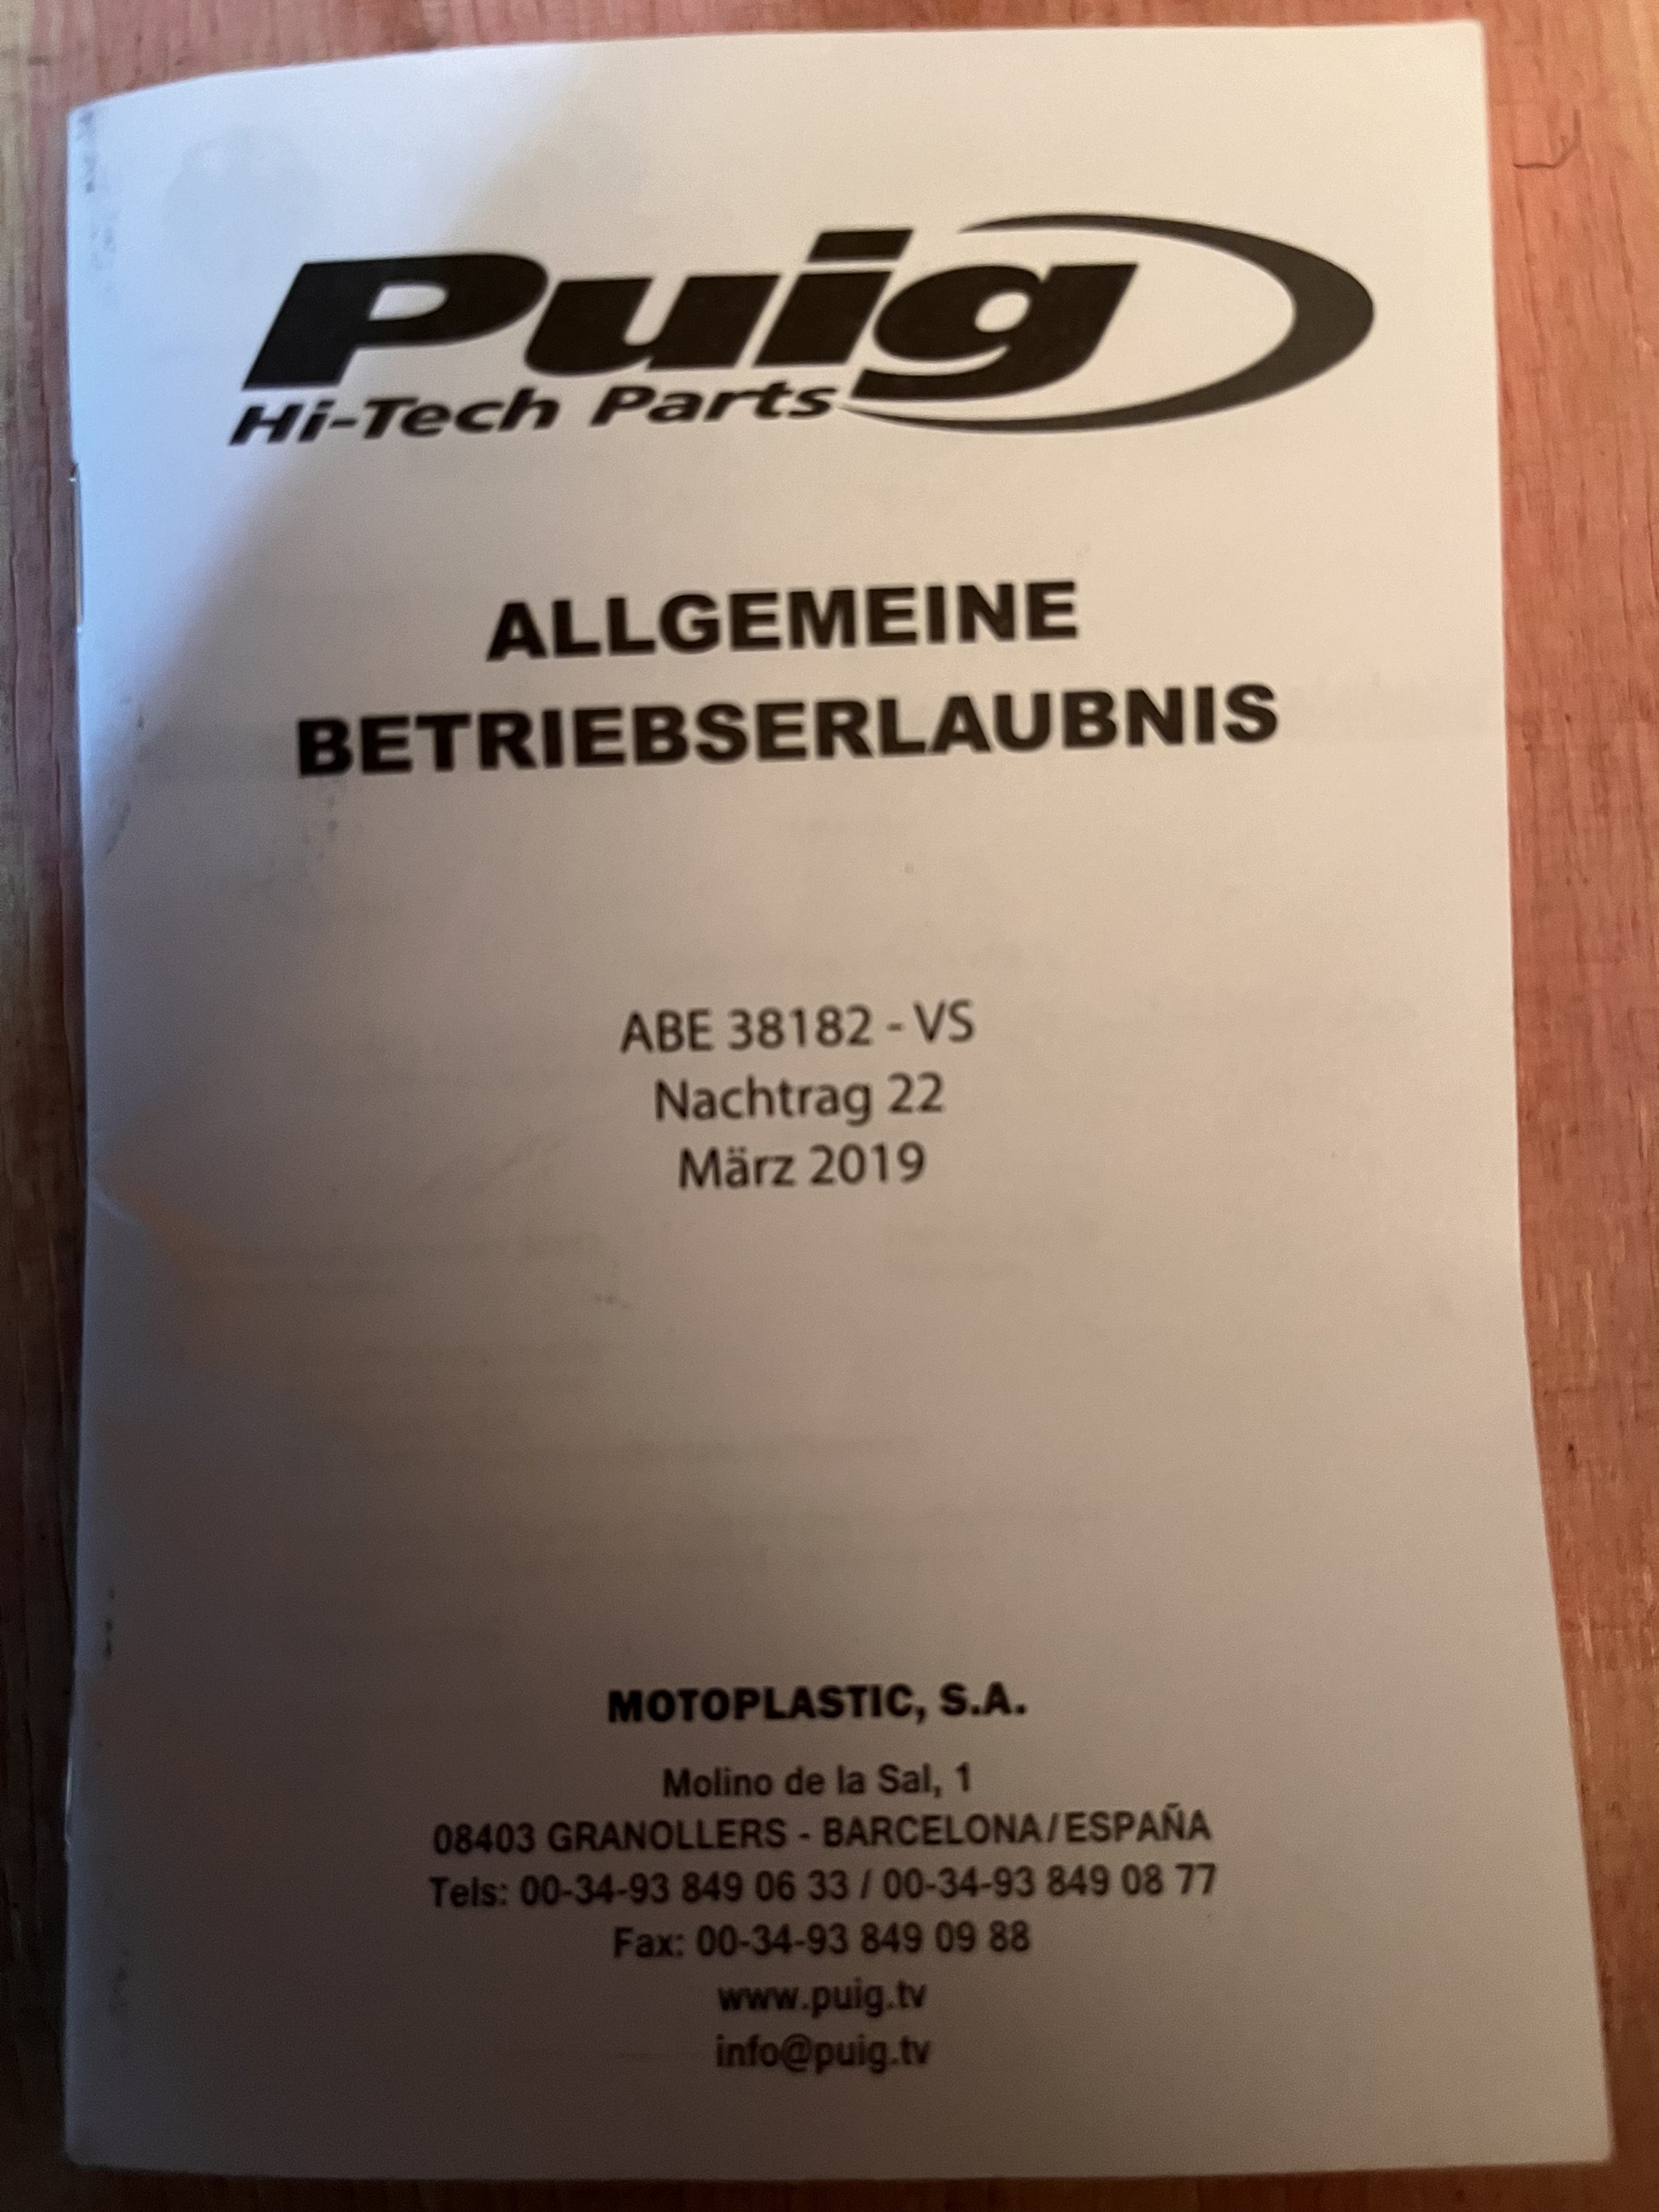 Puig
Hi-Tech Parts
ALLGEMEINE
BETRIEBSERLAUBNIS
ABE 38182 - VS
Nachtrag 22
März 2019
MOTOPLASTIC, S.A.
Molino de la Sal, 1
08403 GRANOLLERS - BARCELONA/ESPAÑA
Tels: 00-34-93 849 06 33 / 00-34-93 849 08 77
Fax: 00-34-93 849 09 88
www.puig.tv
info@puig.tv